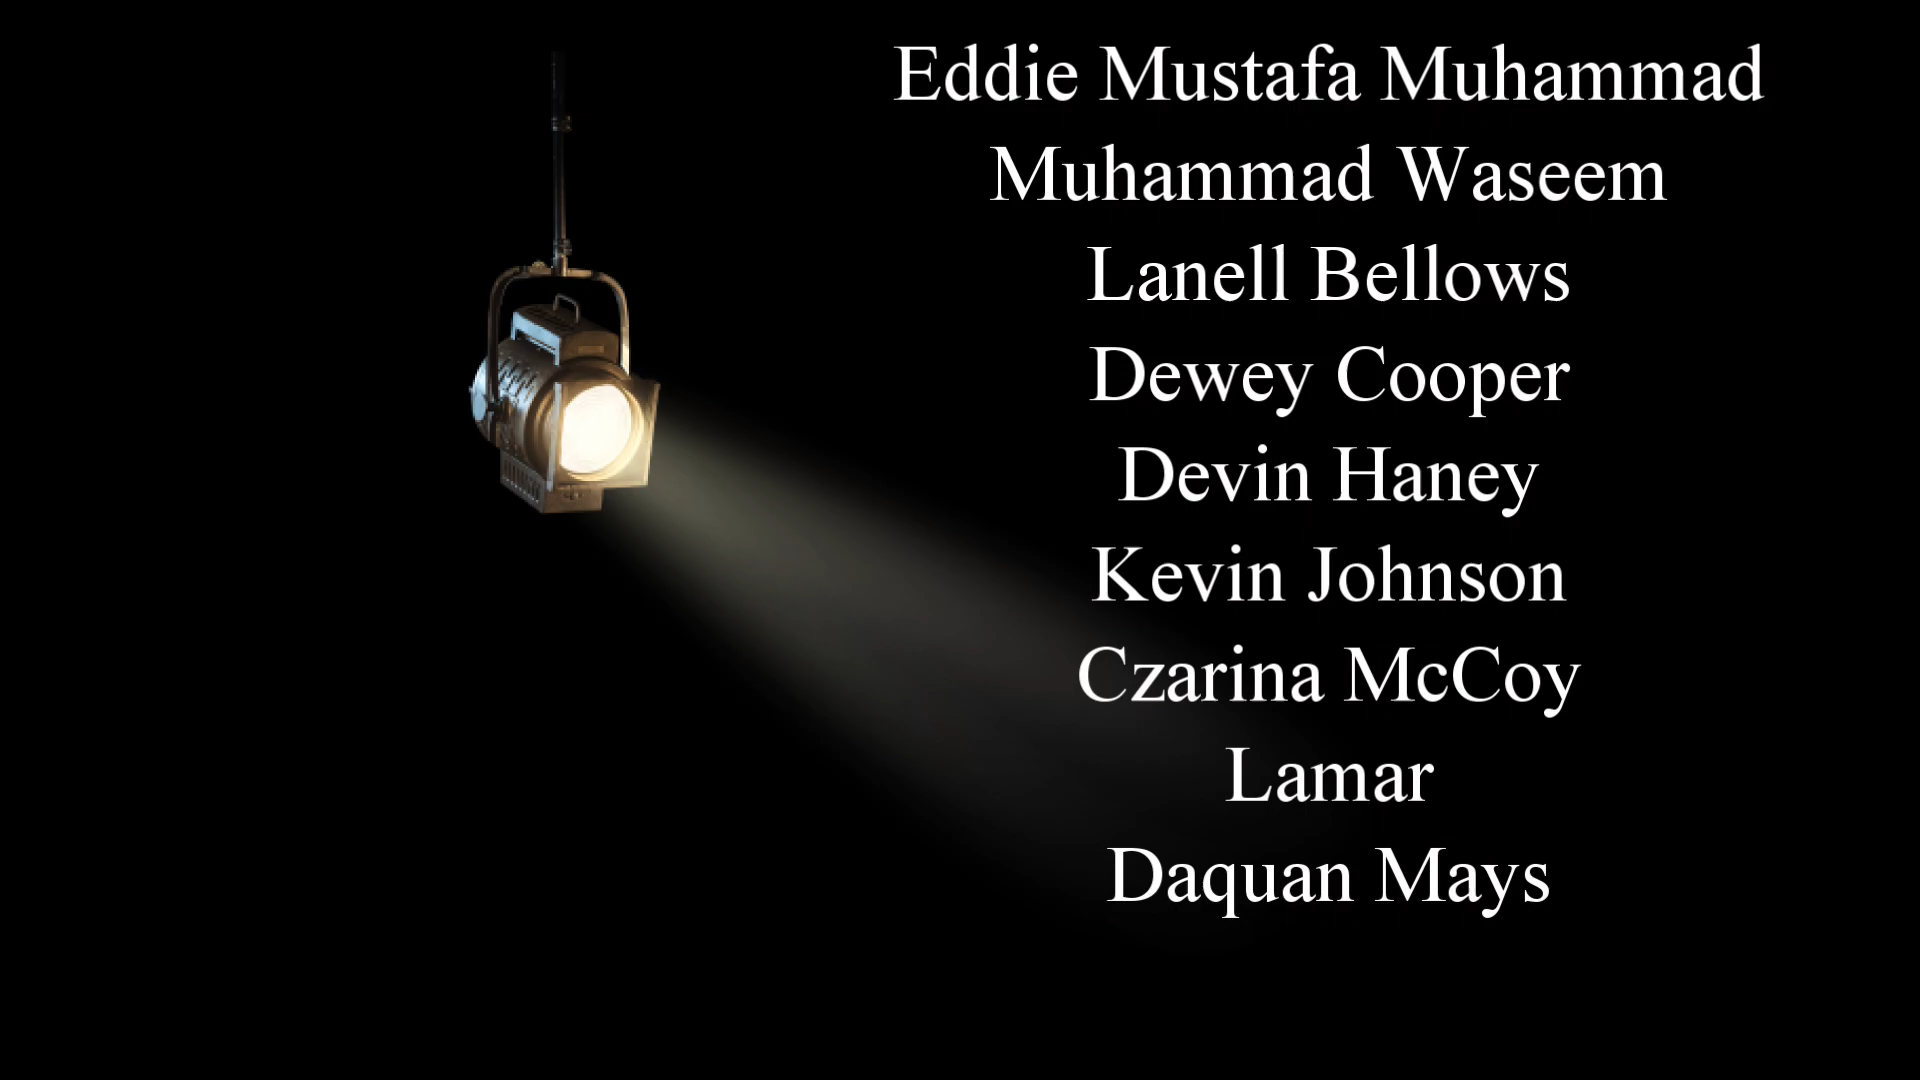 Eddie Mustafa Muhammad
Muhammad Waseem
Lanell Bellows
Dewey Cooper
Devin Haney
Kevin Johnson
Czarina McCoy
Lamar
Daquan Mays